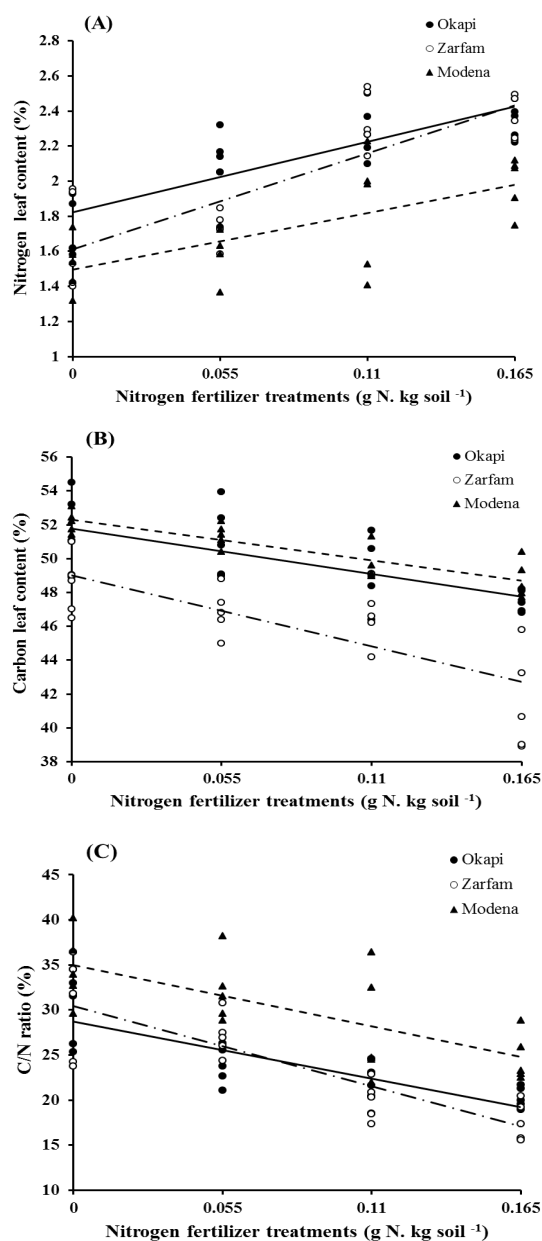 (A)
Okapi
Zarfam
Modena
2.8
2.6
2.4
2.2
2
1.8
1.6
1.4
1.2
1
Nitrogen leaf content (%)
0 0.055 0.11 0.165
Nitrogen fertilizer treatments (g N. kg soil -1)
(B)
Okapi
Zarfam
Modena
56
54
52
50
48
46
44
42
40
38
Carbon leaf content (%)
0 0.055 0.11 0.165
Nitrogen fertilizer treatments (g N. kg soil -1)
(C)
Okapi
Zarfam
Modena
45
40
35
30
25
20
15
10
C/N ratio (%)
0 0.055 0.11 0.165
Nitrogen fertilizer treatments (g N. kg soil -1)